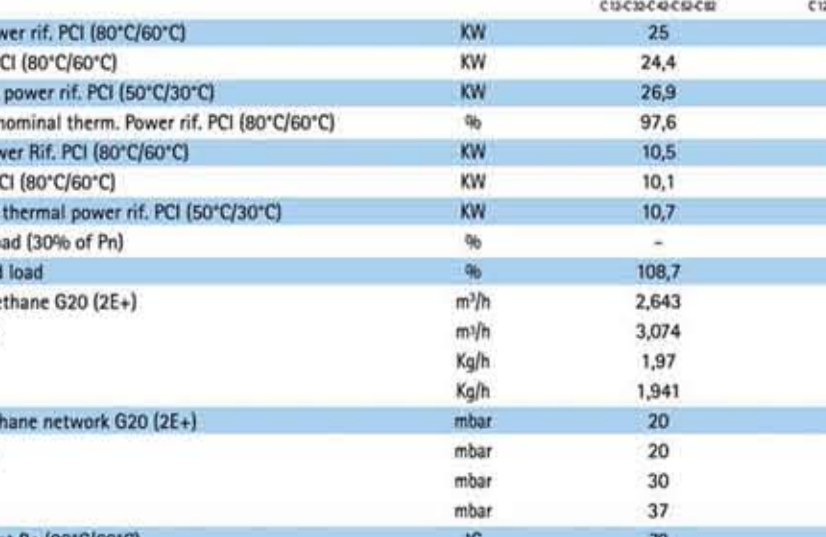 C13-C33-C43-C53-C83 C13
wer rif. PCI (80°C/60°C) KW 25
CI (80°C/60°C) KW 24,4
power rif. PCI (50°C/30°C) KW 26,9
nominal therm. Power rif. PCI (80°C/60°C) % 97,6
wer Rif. PCI (80°C/60°C) KW 10,5
CI (80°C/60°C) KW 10,1
thermal power rif. PCI (50°C/30°C) KW 10,7
ad (30% of Pn) % -
load % 108,7
ethane G20 (2E+) m³/h 2,643
m³/h 3,074
Kg/h 1,97
Kg/h 1,941
hane network G20 (2E+) mbar 20
mbar 20
mbar 30
mbar 37